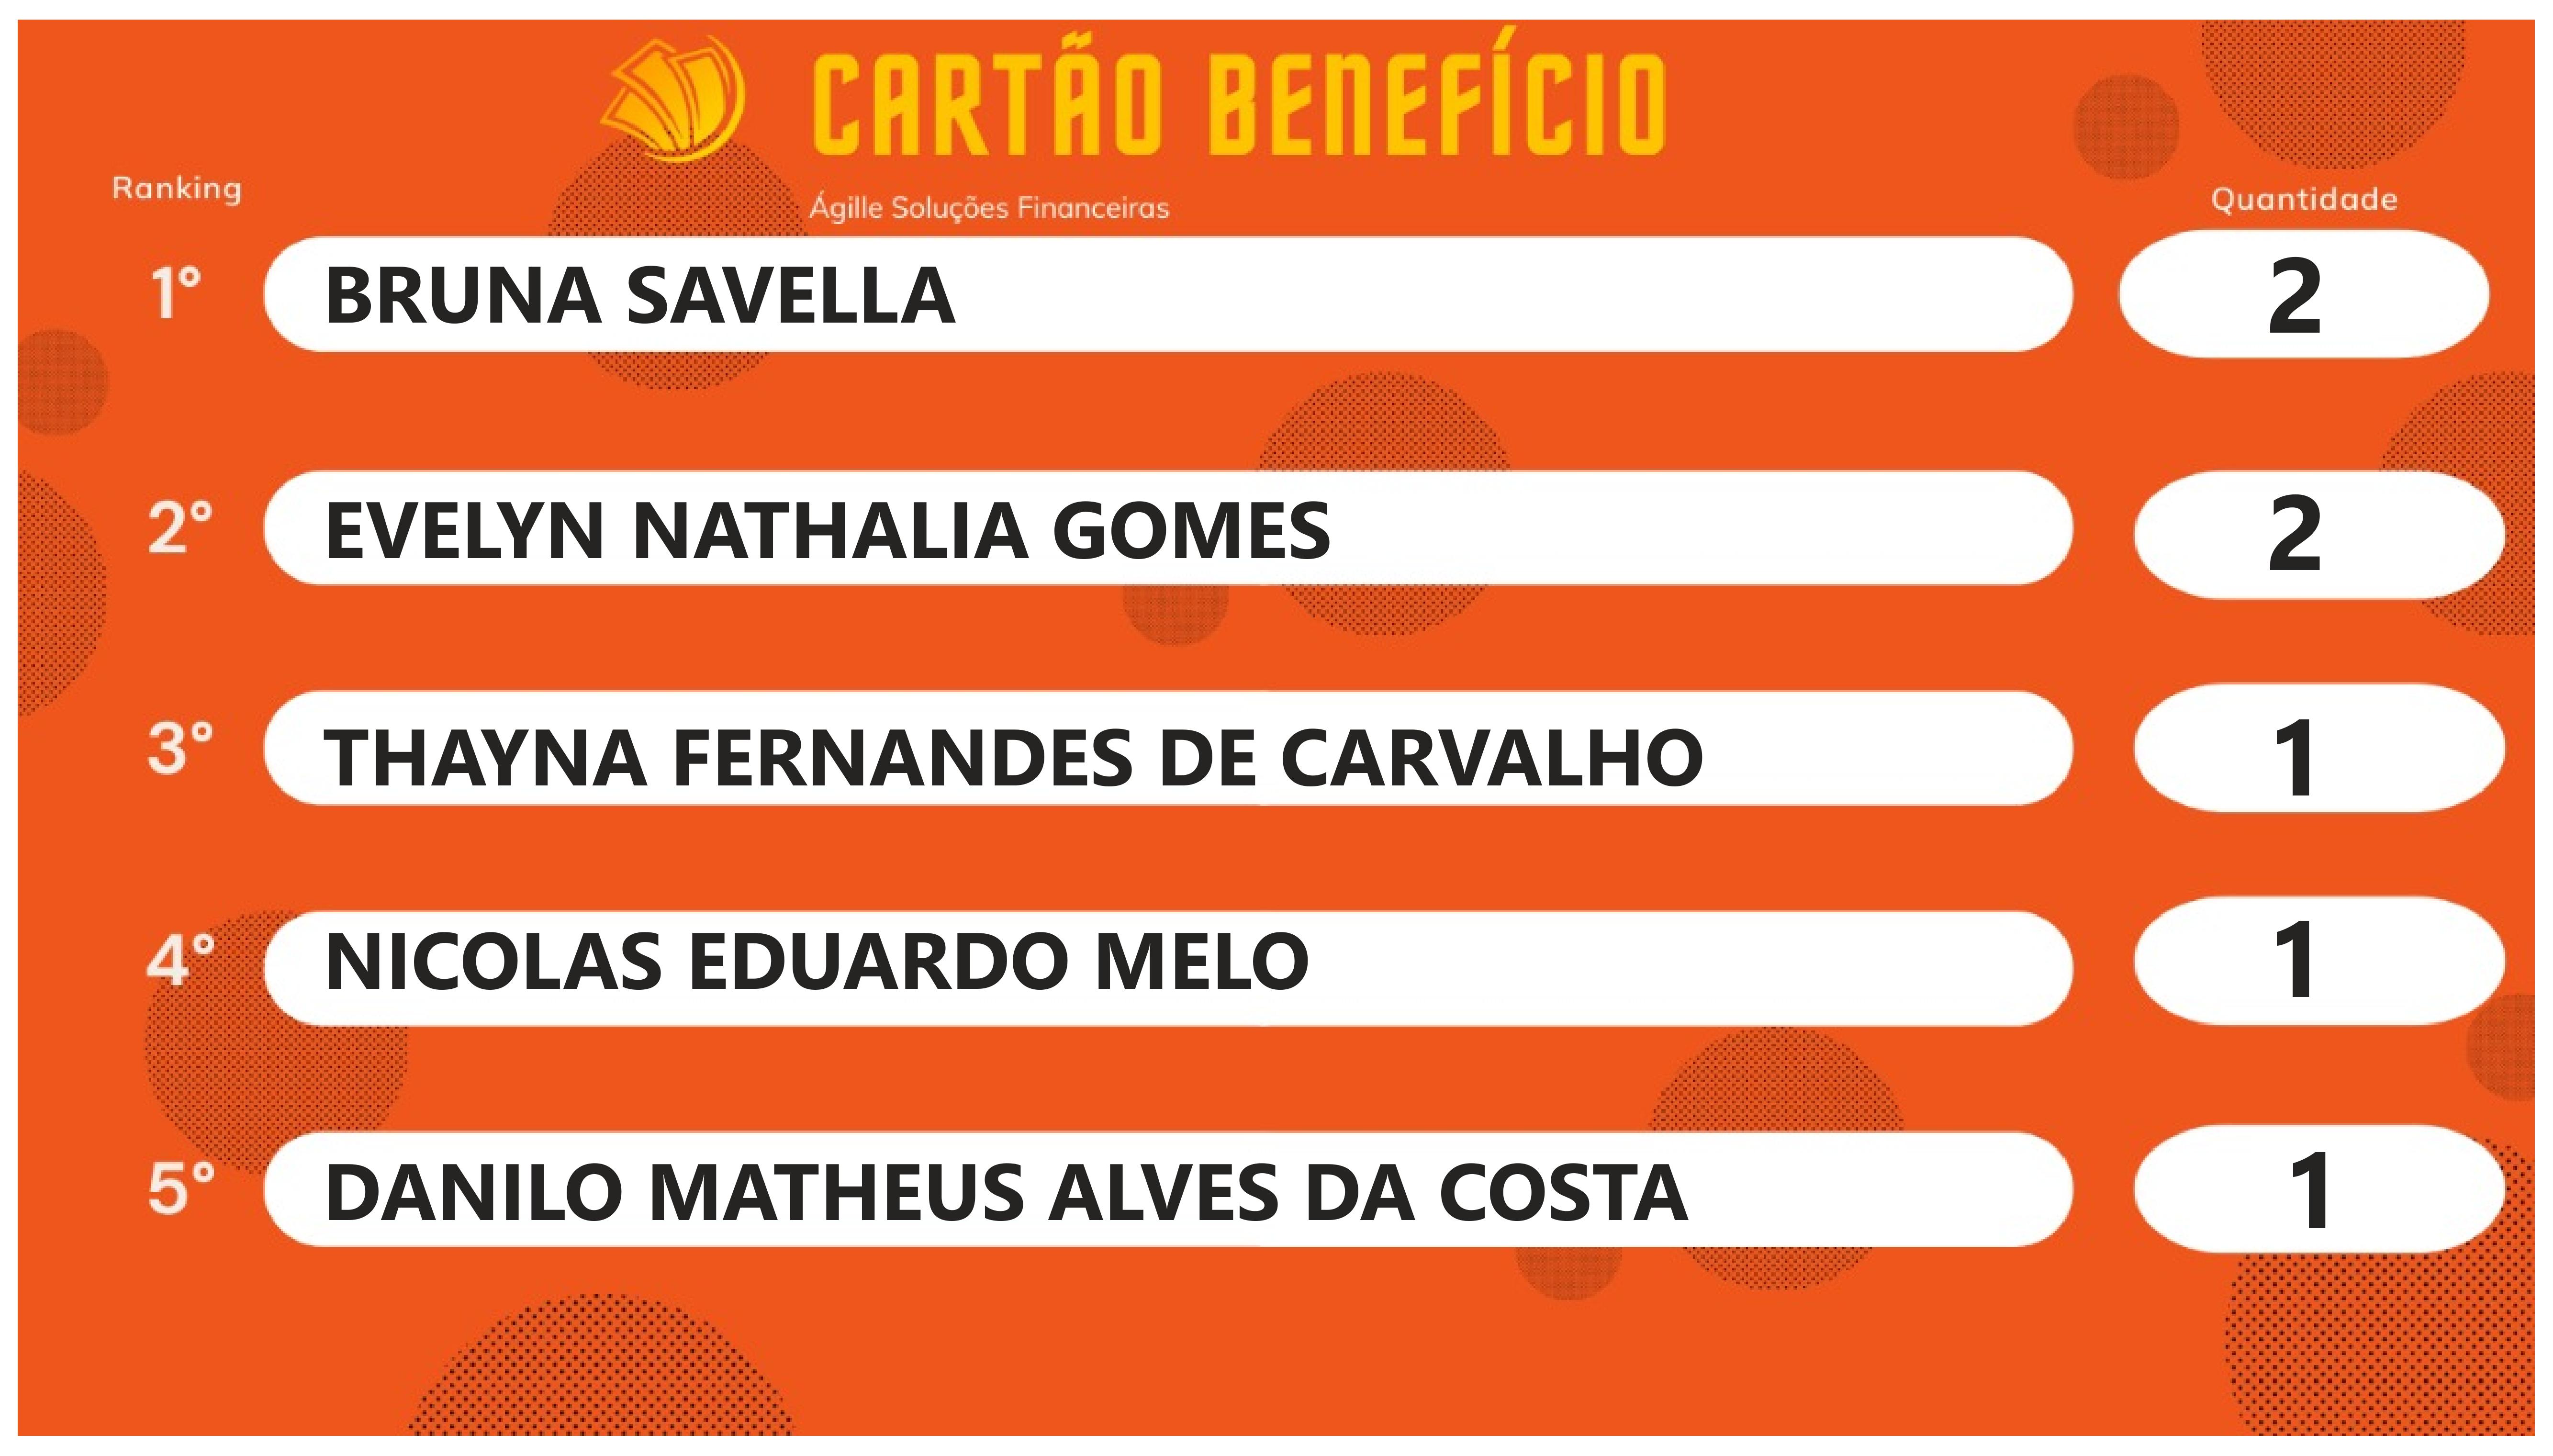 CARTÃO BENEFÍCIO
Ranking
Ágille Soluções Financeiras
Quantidade
1° BRUNA SAVELLA 2
2° EVELYN NATHALIA GOMES 2
3° THAYNA FERNANDES DE CARVALHO 1
4° NICOLAS EDUARDO MELO 1
5° DANILO MATHEUS ALVES DA COSTA 1